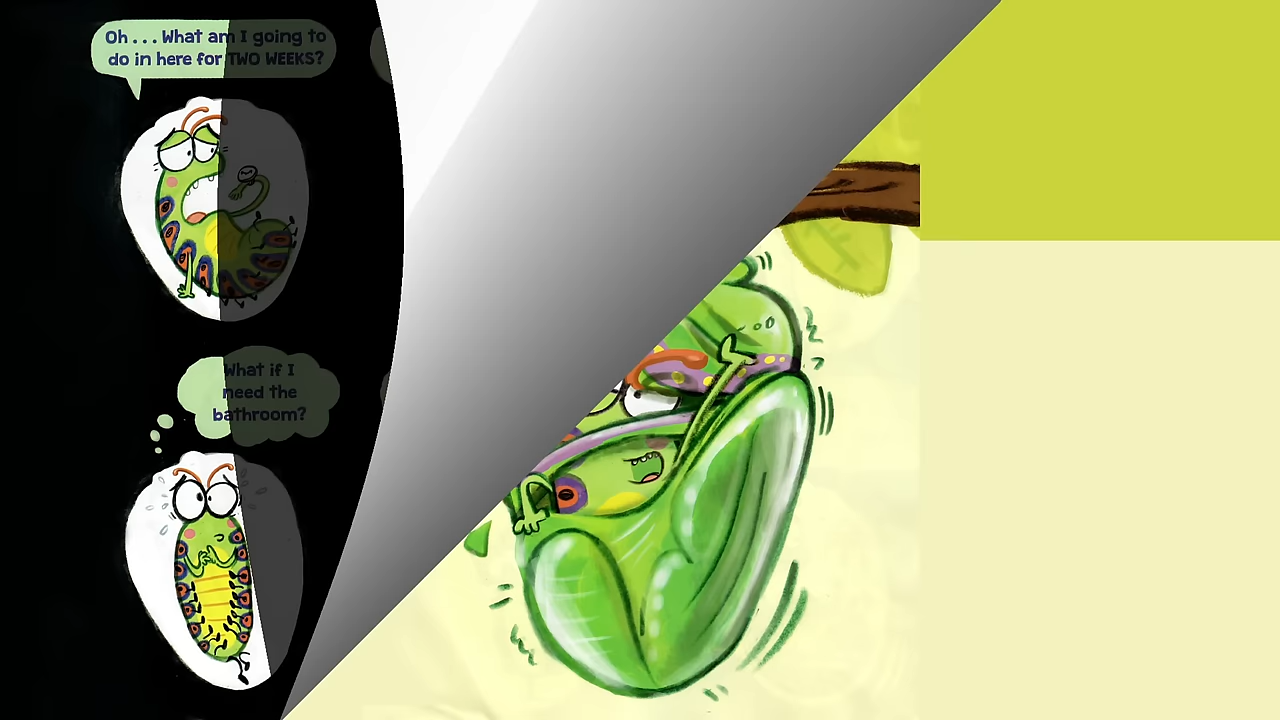 Oh . . . What am I going to
do in here for TWO WEEKS?
What if I
need the
bathroom?